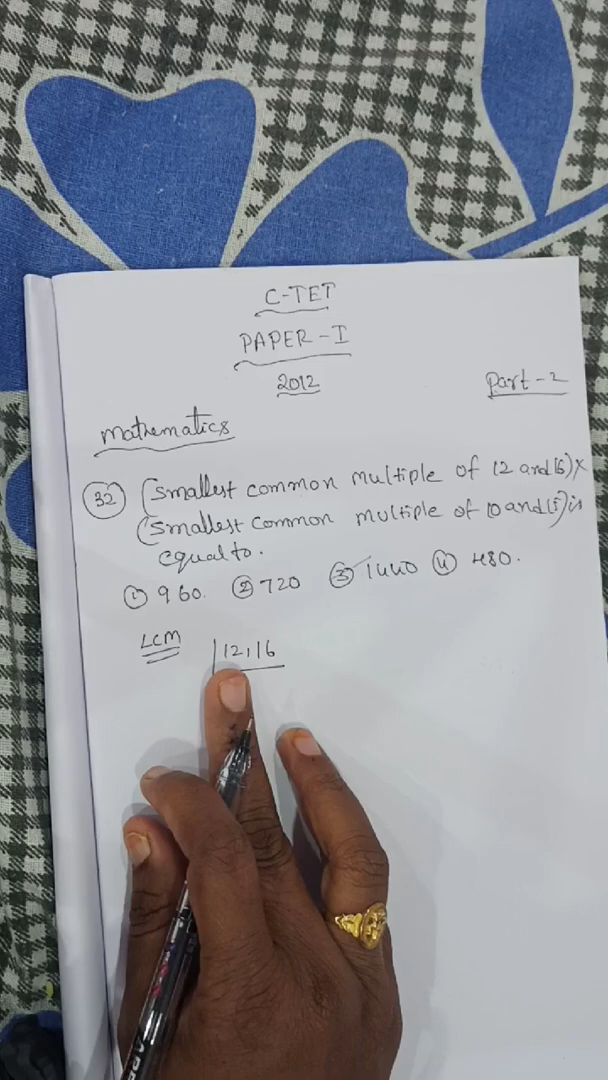 C-TET
PAPER-I
2012
Part-2
Mathematics
32 (smallest common multiple of 12 and 16) ×
(smallest common multiple of 10 and 15) is
equal to.
① 960. ② 720 ③ 1440 ④ 480.
LCM 12, 16